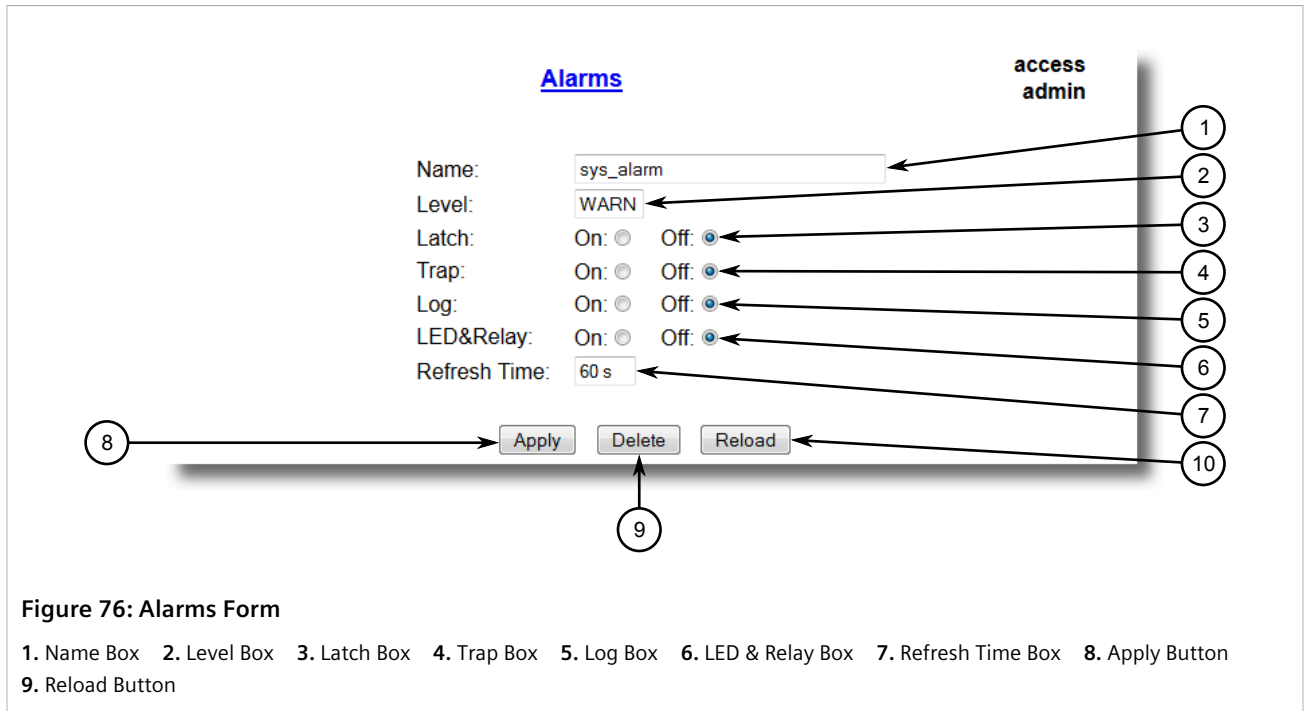 Alarms
access
admin
Name: sys_alarm
Level: WARN
Latch: On: Off:
Trap: On: Off:
Log: On: Off:
LED&Relay: On: Off:
Refresh Time: 60 s
Apply Delete Reload
1
2
3
4
5
6
7
8
10
9
Figure 76: Alarms Form
1. Name Box 2. Level Box 3. Latch Box 4. Trap Box 5. Log Box 6. LED & Relay Box 7. Refresh Time Box 8. Apply Button
9. Reload Button